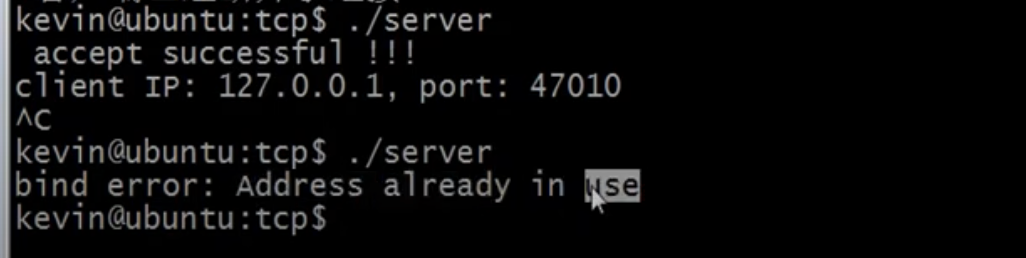 kevin@ubuntu:tcp$ ./server
 accept successful !!!
client IP: 127.0.0.1, port: 47010
^C
kevin@ubuntu:tcp$ ./server
bind error: Address already in use
kevin@ubuntu:tcp$